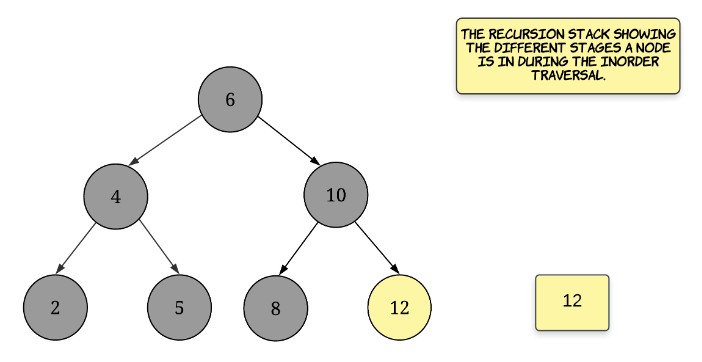 THE RECURSION STACK SHOWING
THE DIFFERENT STAGES A NODE
IS IN DURING THE INORDER
TRAVERSAL.
6
4
10
2
5
8
12
12